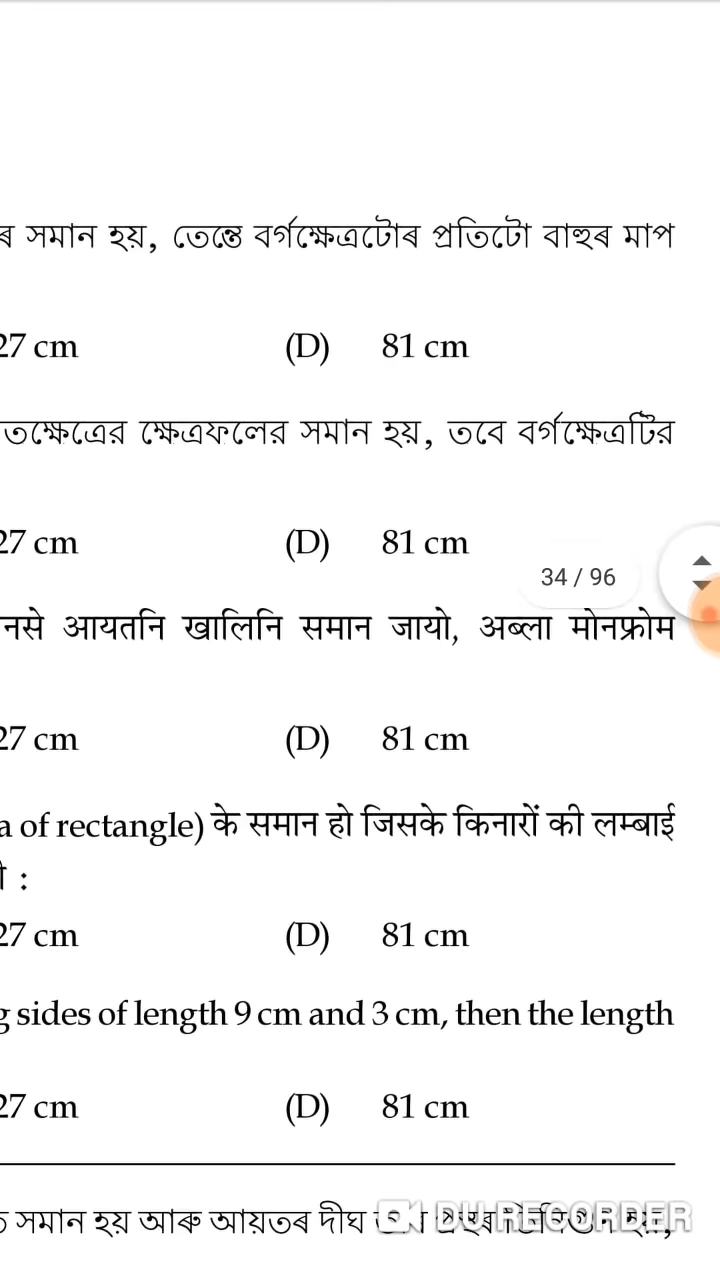 ৰ সমান হয়, তেন্তে বৰ্গক্ষেত্ৰটোৰ প্ৰতিটো বাহুৰ মাপ
27 cm (D) 81 cm
তক্ষেত্রের ক্ষেত্রফলের সমান হয়, তবে বর্গক্ষেত্রটির
27 cm (D) 81 cm
34 / 96
नसे आयतनि खालिनि समान जायो, अब्ला मोनफ्रोम
27 cm (D) 81 cm
a of rectangle) के समान हो जिसके किनारों की लम्बाई
:
27 cm (D) 81 cm
g sides of length 9 cm and 3 cm, then the length
27 cm (D) 81 cm
সমান হয় আৰু আয়তৰ দীঘ
DU RECORDER